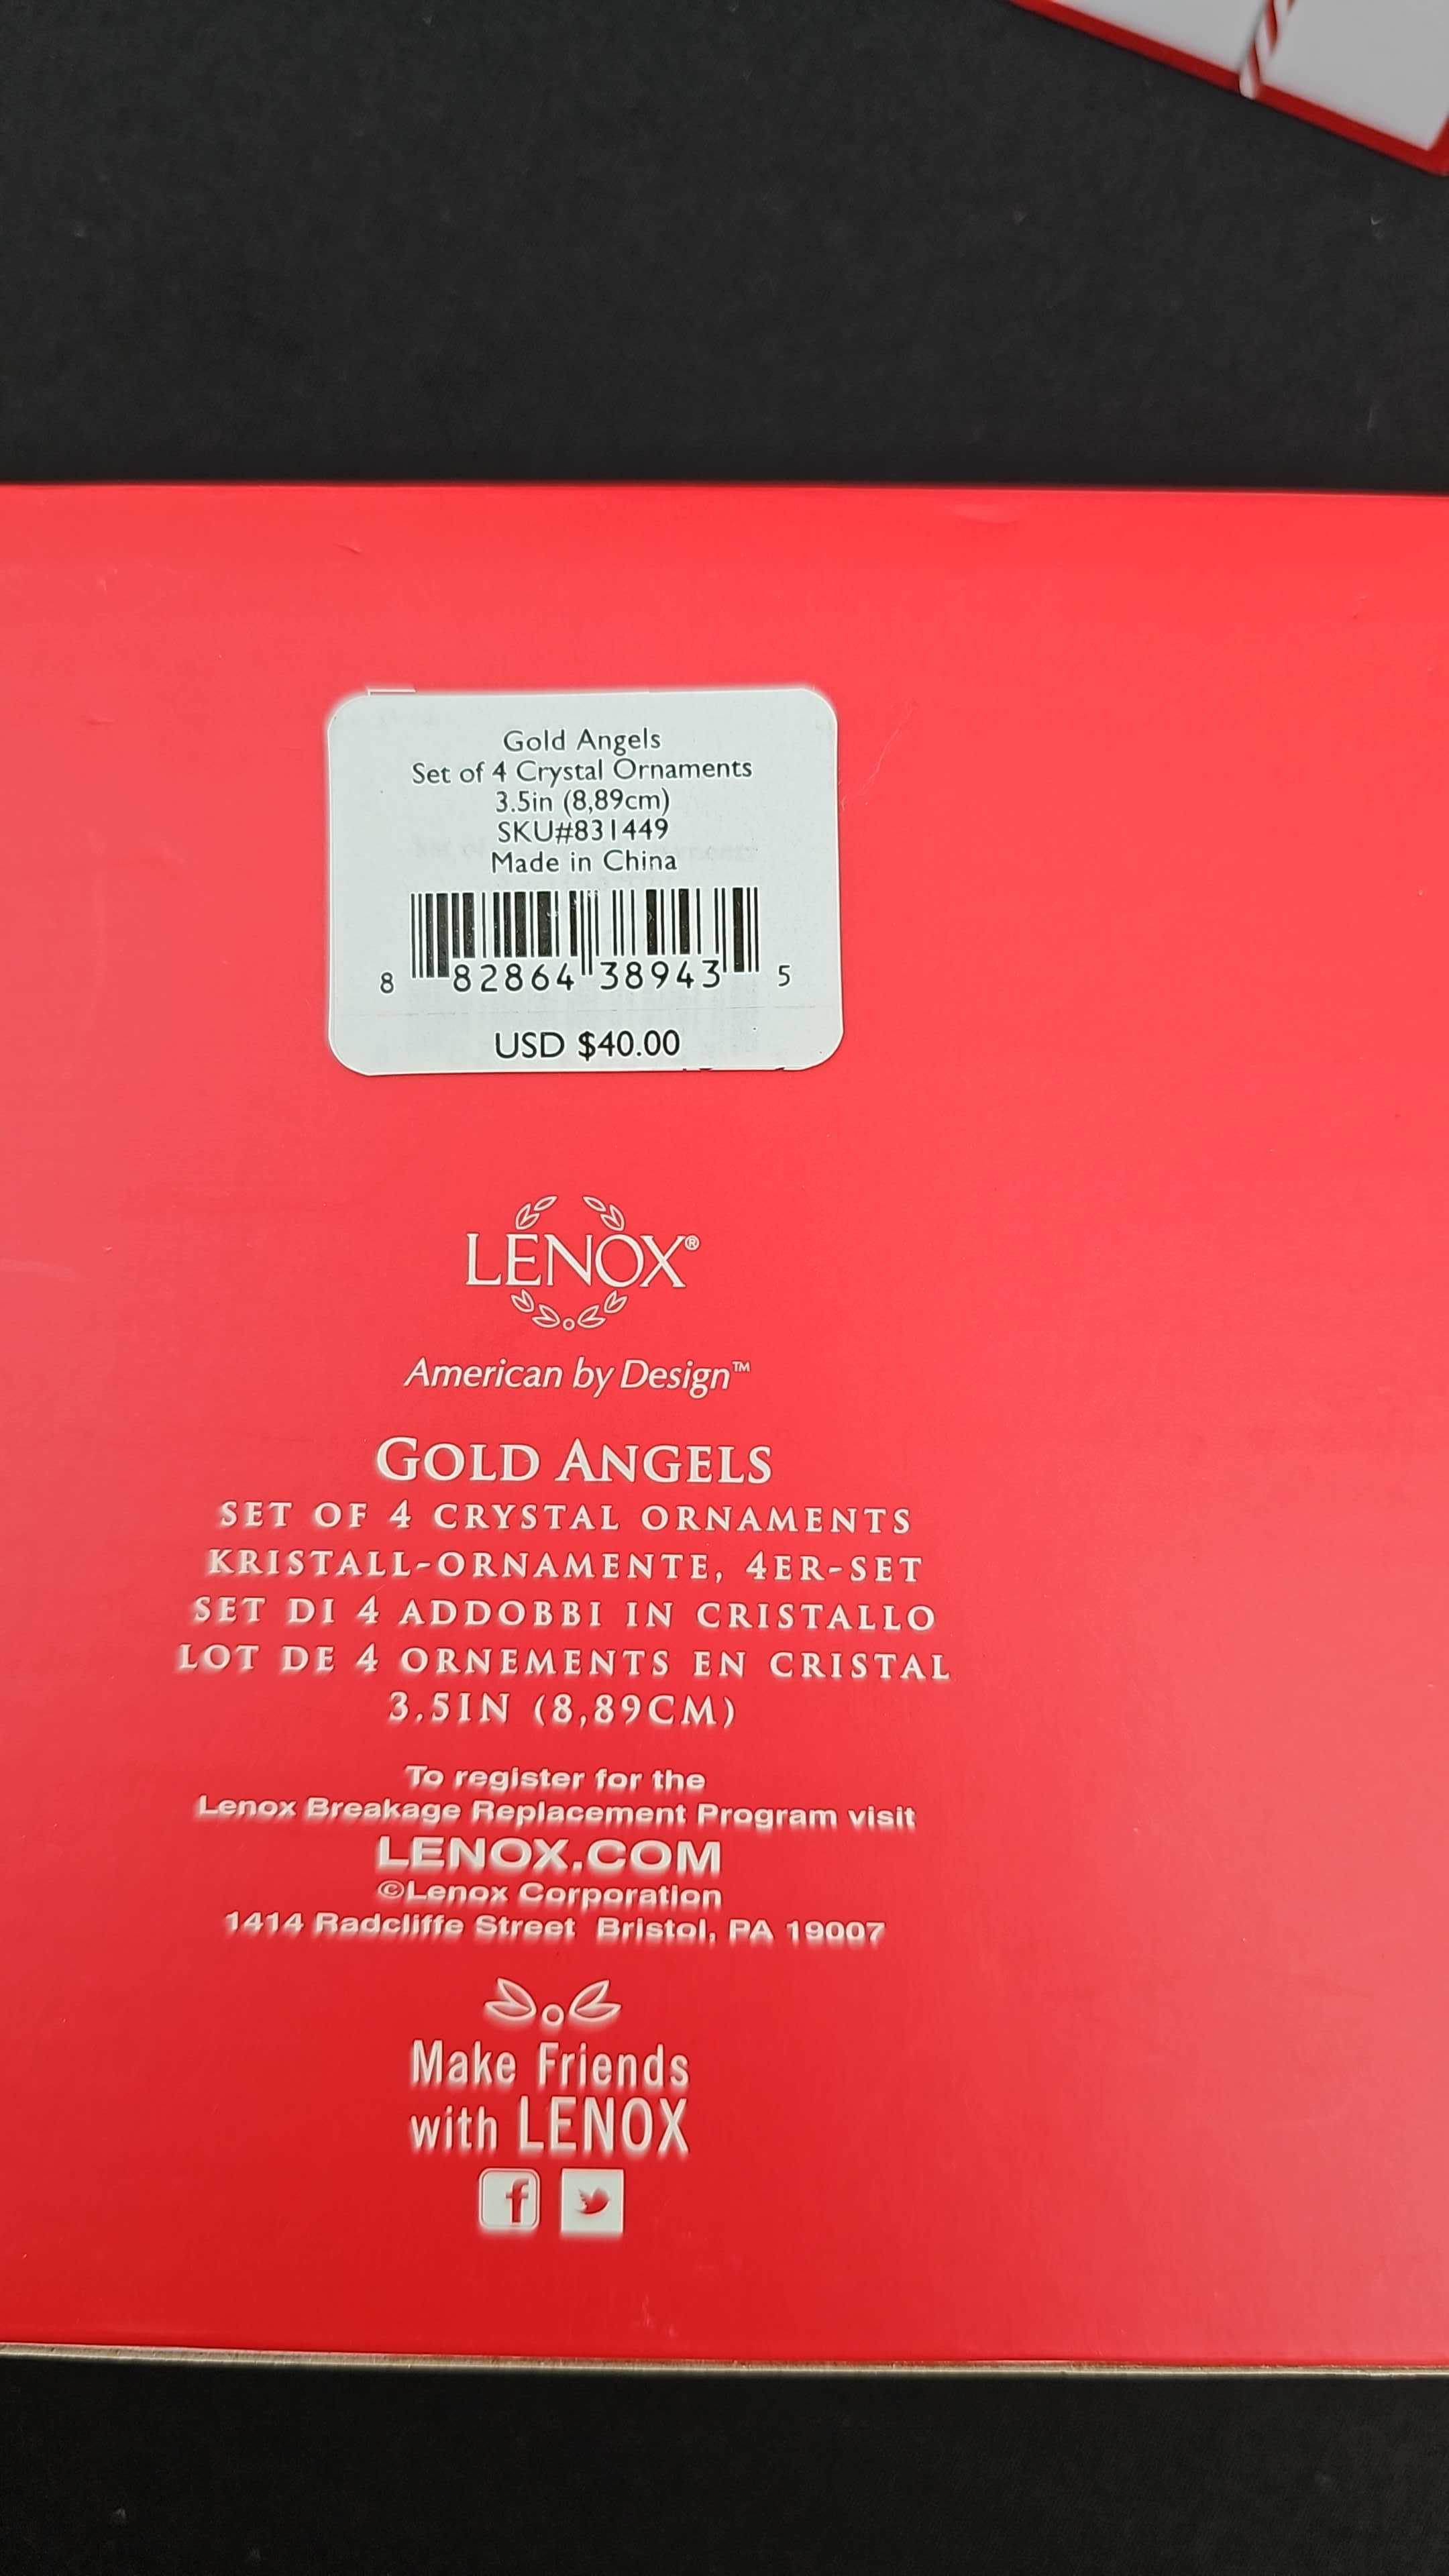 Gold Angels
Set of 4 Crystal Ornaments
3.5in (8,89cm)
SKU#831449
Made in China
8 82864 38943 5
USD $40.00
LENOX®
American by Design™
GOLD ANGELS
SET OF 4 CRYSTAL ORNAMENTS
KRISTALL-ORNAMENTE, 4ER-SET
SET DI 4 ADDOBBI IN CRISTALLO
LOT DE 4 ORNEMENTS EN CRISTAL
3.5IN (8,89CM)
To register for the
Lenox Breakage Replacement Program visit
LENOX.COM
©Lenox Corporation
1414 Radcliffe Street Bristol, PA 19007
Make Friends
with LENOX
f